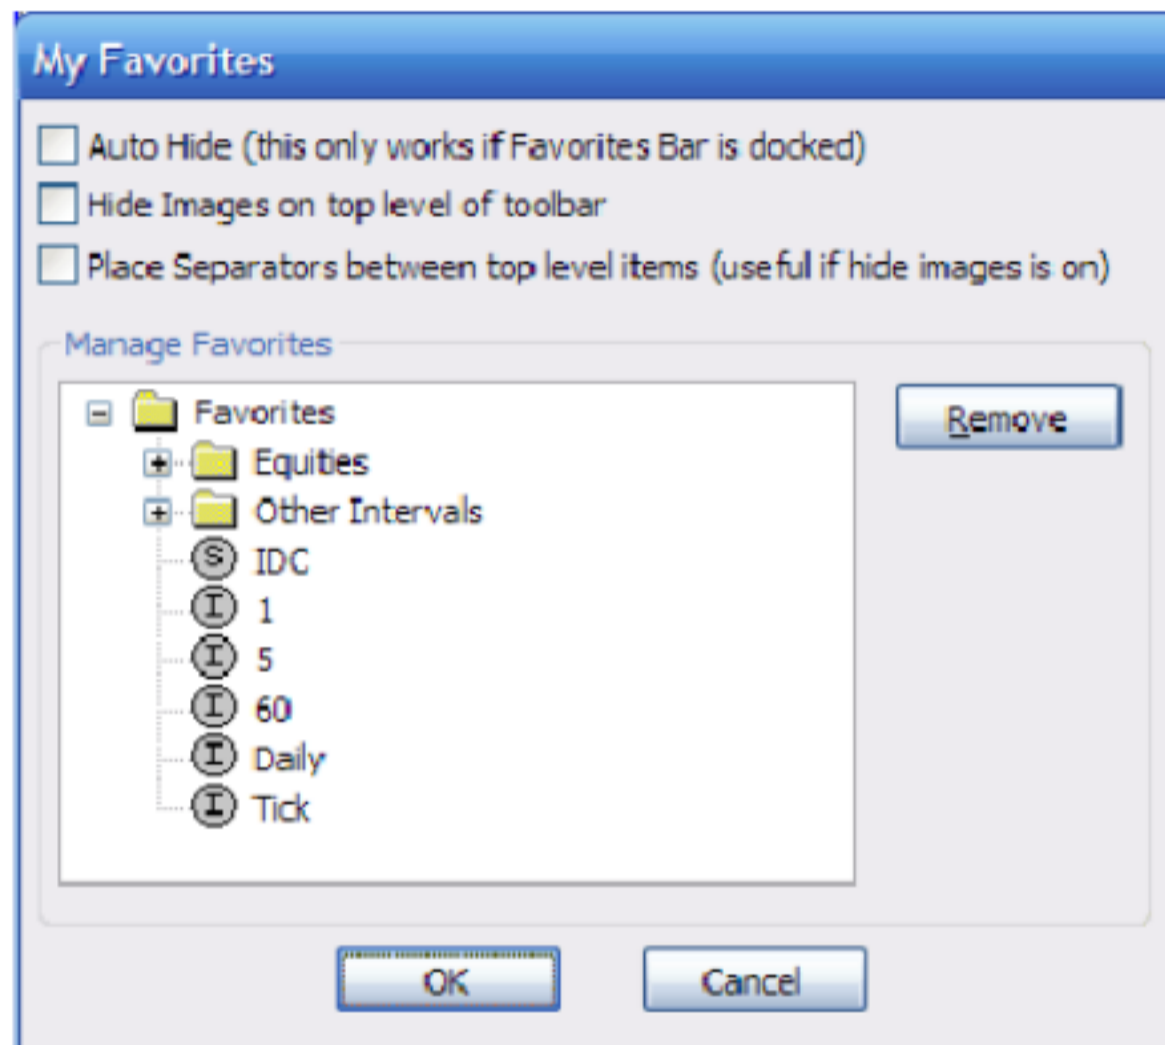 My Favorites
Auto Hide (this only works if Favorites Bar is docked)
Hide Images on top level of toolbar
Place Separators between top level items (useful if hide images is on)
Manage Favorites
Favorites
Remove
Equities
Other Intervals
S IDC
I 1
I 5
I 60
I Daily
I Tick
OK Cancel